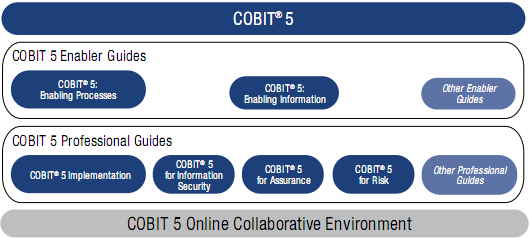 COBIT® 5
COBIT 5 Enabler Guides
COBIT® 5:
Enabling Processes
COBIT® 5:
Enabling Information
Other Enabler
Guides
COBIT 5 Professional Guides
COBIT® 5 Implementation
COBIT® 5
for Information
Security
COBIT® 5
for Assurance
COBIT® 5
for Risk
Other Professional
Guides
COBIT 5 Online Collaborative Environment